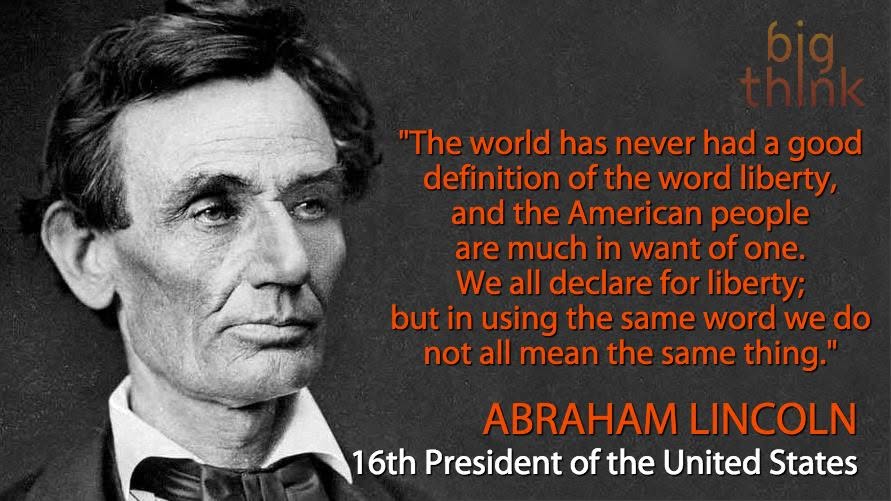 big
think
"The world has never had a good
definition of the word liberty,
and the American people
are much in want of one.
We all declare for liberty;
but in using the same word we do
not all mean the same thing."
ABRAHAM LINCOLN
16th President of the United States